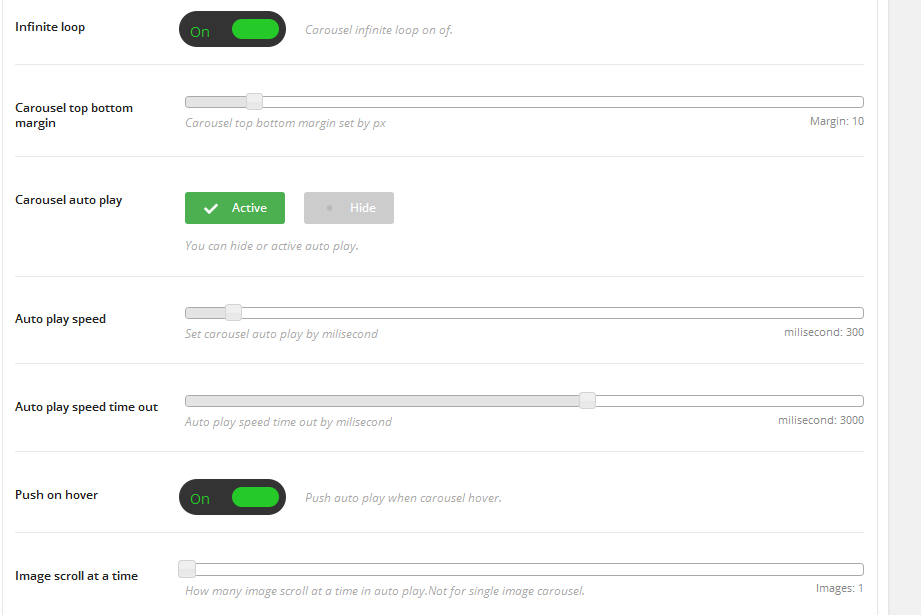 Infinite loop
On
Carousel infinite loop on of.
Carousel top bottom
margin
Carousel top bottom margin set by px
Margin: 10
Carousel auto play
Active
Hide
You can hide or active auto play.
Auto play speed
Set carousel auto play by milisecond
milisecond: 300
Auto play speed time out
Auto play speed time out by milisecond
milisecond: 3000
Push on hover
On
Push auto play when carousel hover.
Image scroll at a time
How many image scroll at a time in auto play.Not for single image carousel.
Images: 1